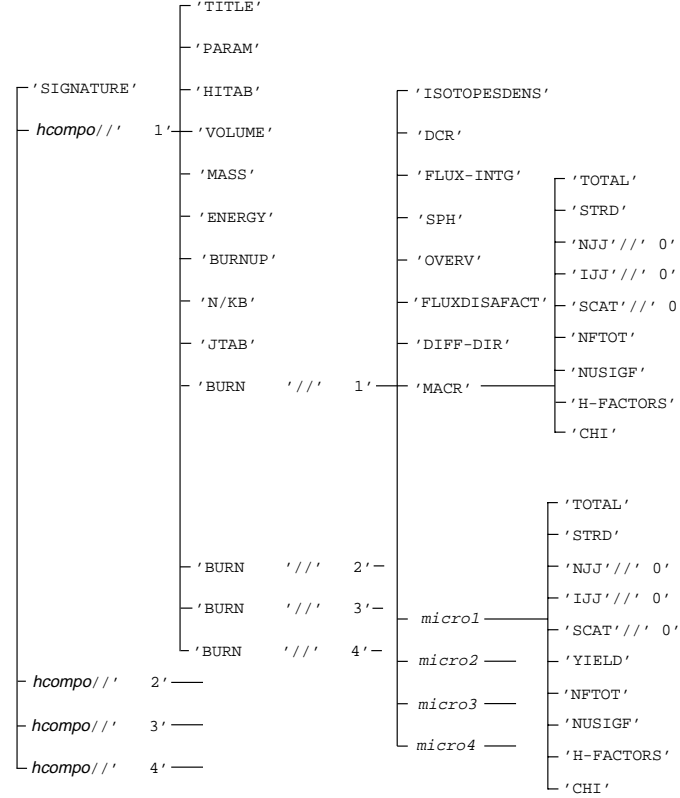 'TITLE'
'PARAM'
'SIGNATURE'
'HITAB'
'ISOTOPESDENS'
hcompo//' 1'
'VOLUME'
'DCR'
'MASS'
'FLUX-INTG'
'TOTAL'
'ENERGY'
'SPH'
'STRD'
'BURNUP'
'OVERV'
'NJJ'//' 0'
'IJJ'//' 0'
'N/KB'
'FLUXDISAFACT'
'SCAT'//' 0
'JTAB'
'DIFF-DIR'
'NFTOT'
'BURN '//' 1'
'MACR'
'NUSIGF'
'H-FACTORS'
'CHI'
'TOTAL'
'STRD'
'BURN '//' 2'
'NJJ'//' 0'
'IJJ'//' 0'
'BURN '//' 3'
micro1
'SCAT'//' 0'
'BURN '//' 4'
micro2
'YIELD'
hcompo//' 2'
'NFTOT'
micro3
hcompo//' 3'
'NUSIGF'
micro4
'H-FACTORS'
hcompo//' 4'
'CHI'